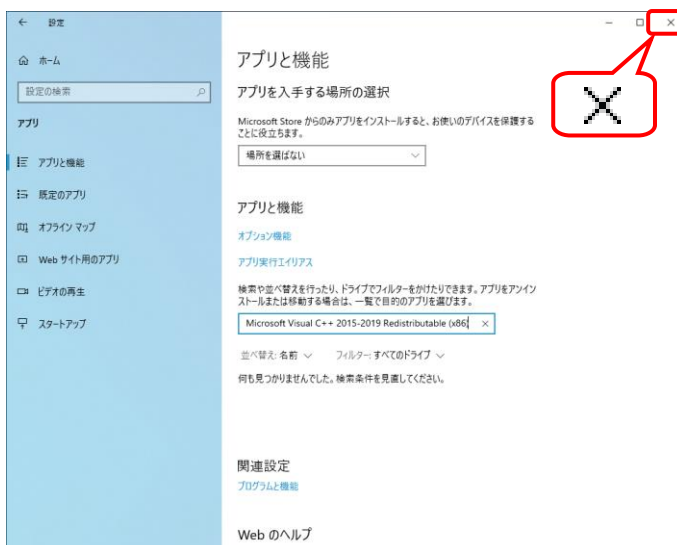 設定
ホーム
設定の検索
アプリ
アプリと機能
既定のアプリ
オフライン マップ
Web サイト用のアプリ
ビデオの再生
スタートアップ
アプリと機能
アプリを入手する場所の選択
Microsoft Store からのみアプリをインストールすると、お使いのデバイスを保護する
ことに役立ちます。
場所を選ばない
アプリと機能
オプション機能
アプリ実行エイリアス
検索や並べ替えを行ったり、ドライブでフィルターをかけたりできます。アプリをアンイン
ストールまたは移動する場合は、一覧で目的のアプリを選びます。
Microsoft Visual C++ 2015-2019 Redistributable (x86)
並べ替え: 名前 フィルター: すべてのドライブ
何も見つかりませんでした。検索条件を見直してください。
関連設定
プログラムと機能
Web のヘルプ